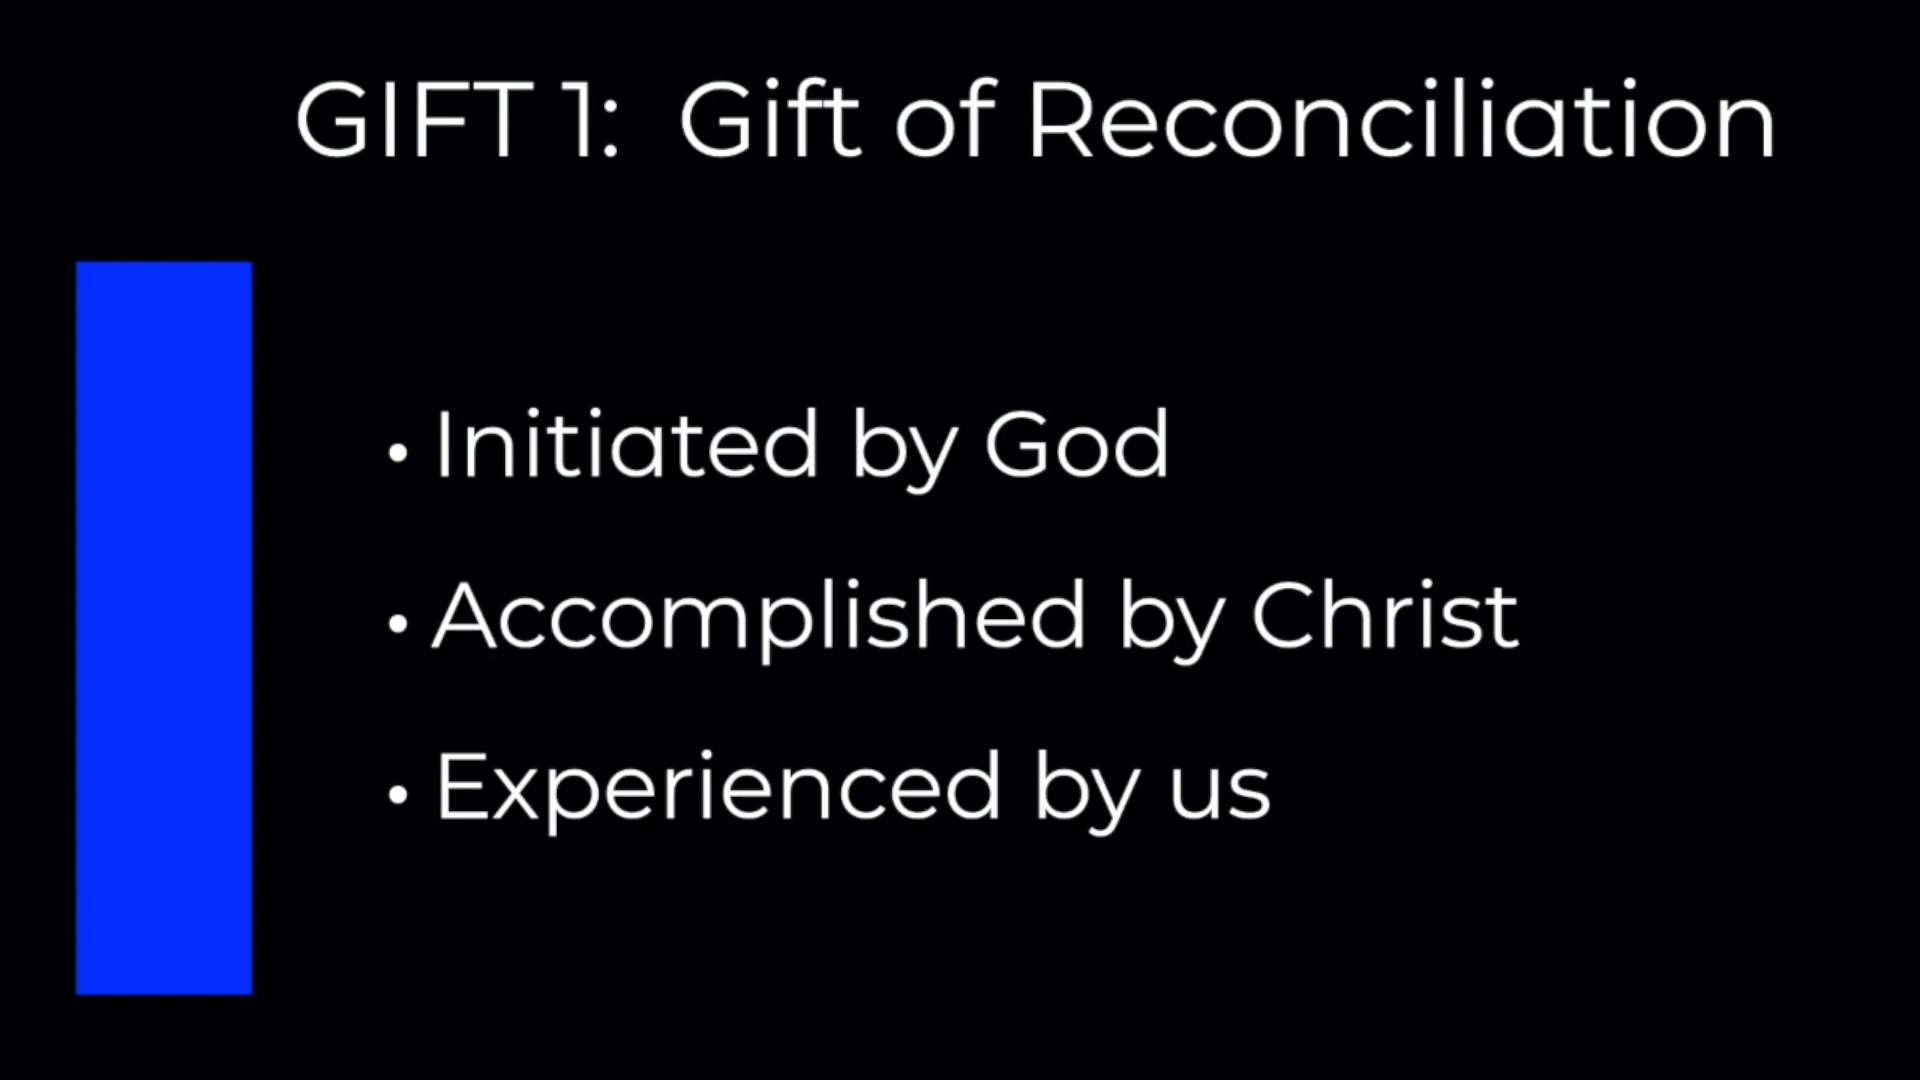 GIFT 1:  Gift of Reconciliation
• Initiated by God
• Accomplished by Christ
• Experienced by us